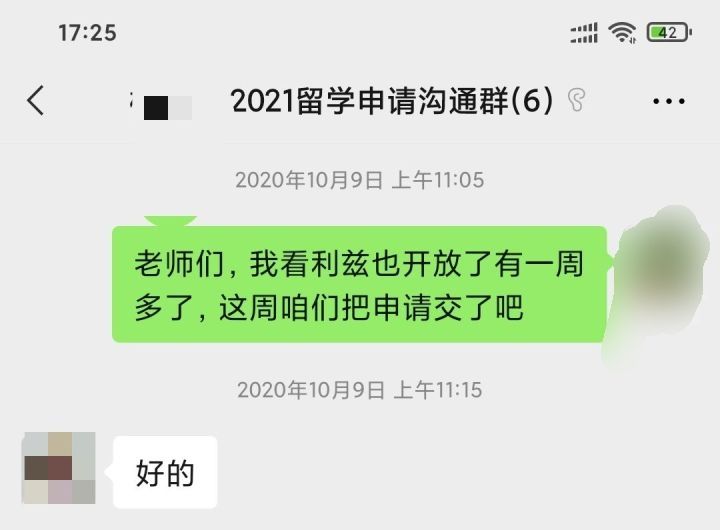 17:25
42
2021留学申请沟通群(6)
2020年10月9日 上午11:05
老师们，我看利兹也开放了有一周
多了，这周咱们把申请交了吧
2020年10月9日 上午11:15
好的